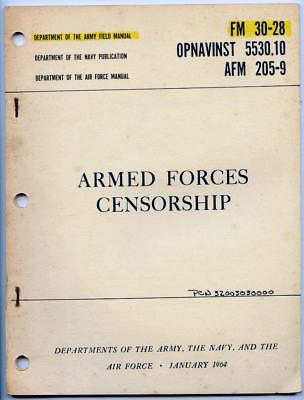 DEPARTMENT OF THE ARMY FIELD MANUAL
DEPARTMENT OF THE NAVY PUBLICATION
DEPARTMENT OF THE AIR FORCE MANUAL
FM 30-28
OPNAVINST 5530.10
AFM 205-9
ARMED FORCES
CENSORSHIP
PCN 32003030000
DEPARTMENTS OF THE ARMY, THE NAVY, AND THE
AIR FORCE · JANUARY 1964